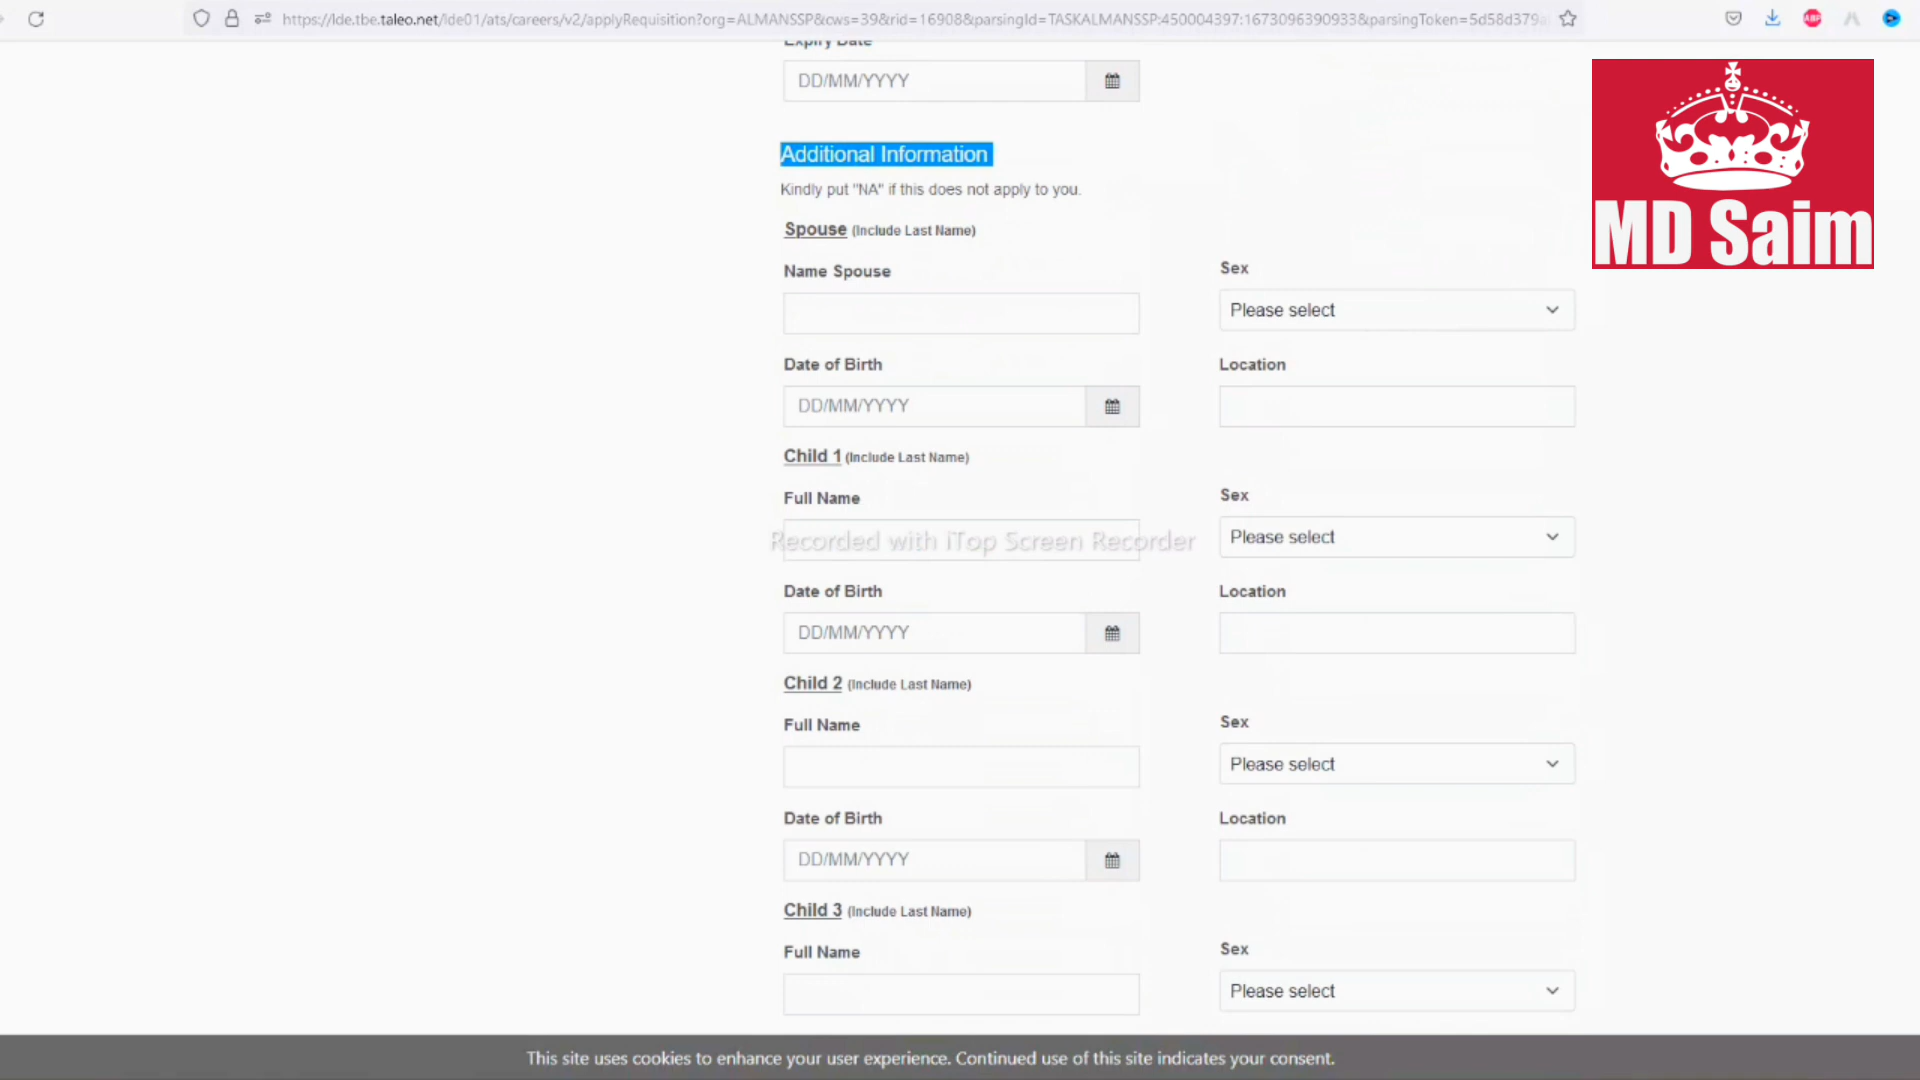 https://lde.tbe.taleo.net/lde01/ats/careers/v2/applyRequisition?org=ALMANSSP&cws=39&rid=16908&parsingId=TASKALMANSSP:450004397:1673096390933&parsingToken=5d58d379a
ABP
Expiry Date
DD/MM/YYYY
Additional Information
Kindly put "NA" if this does not apply to you.
Spouse (Include Last Name)
Name Spouse
Sex
Please select
Date of Birth
Location
DD/MM/YYYY
Child 1 (Include Last Name)
Full Name
Sex
Please select
Recorded with iTop Screen Recorder
Date of Birth
Location
DD/MM/YYYY
Child 2 (Include Last Name)
Full Name
Sex
Please select
Date of Birth
Location
DD/MM/YYYY
Child 3 (Include Last Name)
Full Name
Sex
Please select
This site uses cookies to enhance your user experience. Continued use of this site indicates your consent.
MD Saim